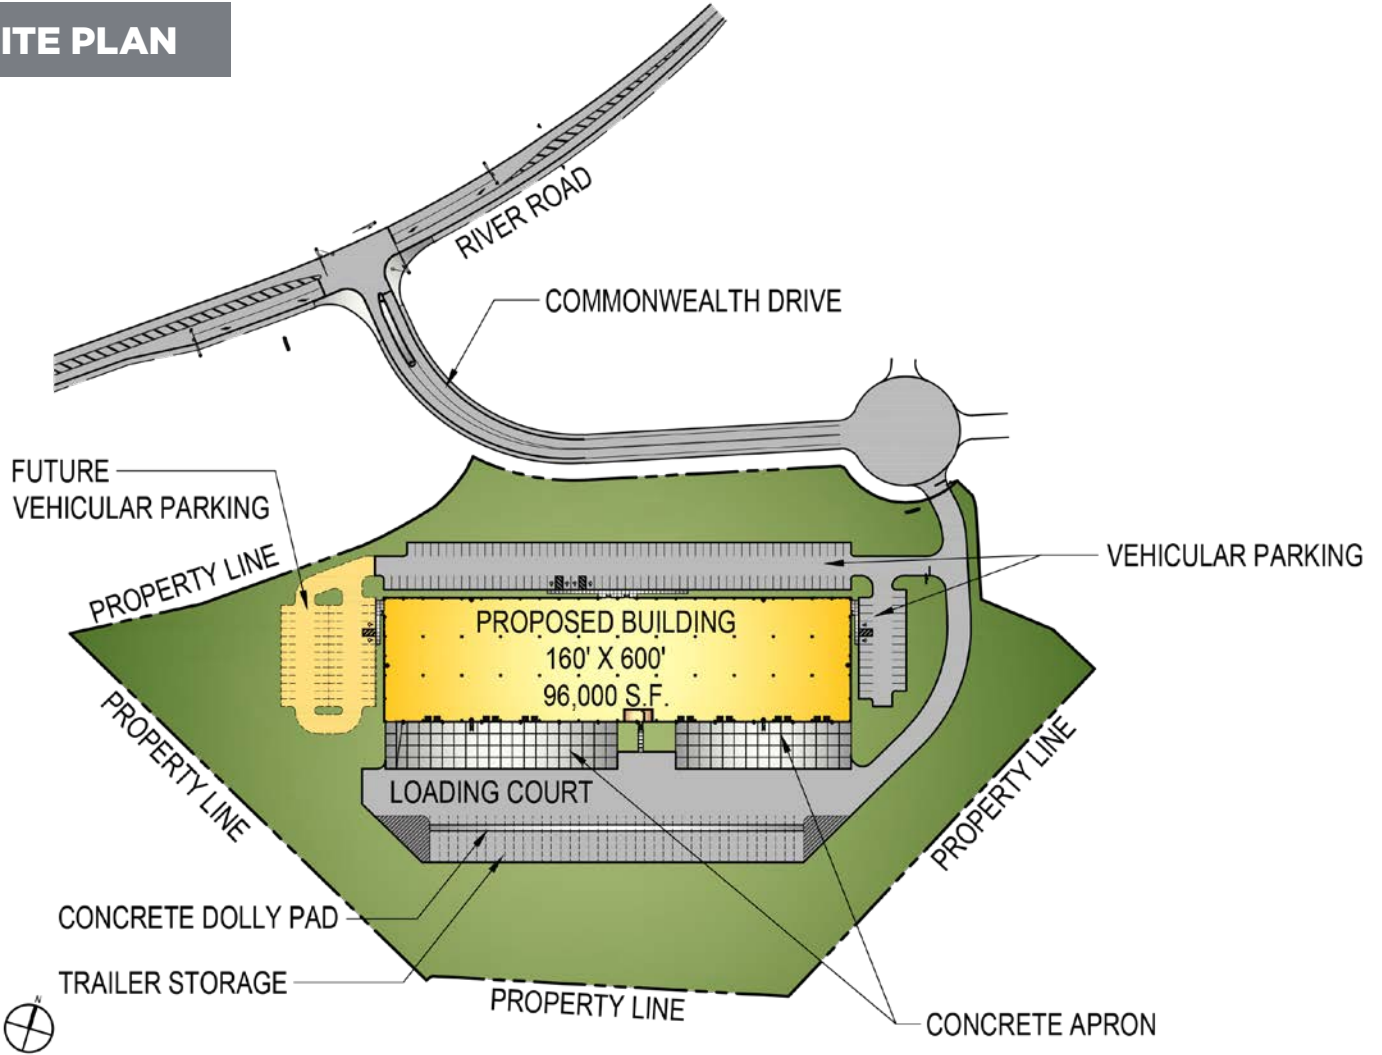 ITE PLAN
RIVER ROAD
COMMONWEALTH DRIVE
FUTURE
VEHICULAR PARKING
PROPERTY LINE
VEHICULAR PARKING
PROPOSED BUILDING
160' X 600'
96,000 S.F.
PROPERTY LINE
PROPERTY LINE
LOADING COURT
CONCRETE DOLLY PAD
TRAILER STORAGE
PROPERTY LINE
CONCRETE APRON
N